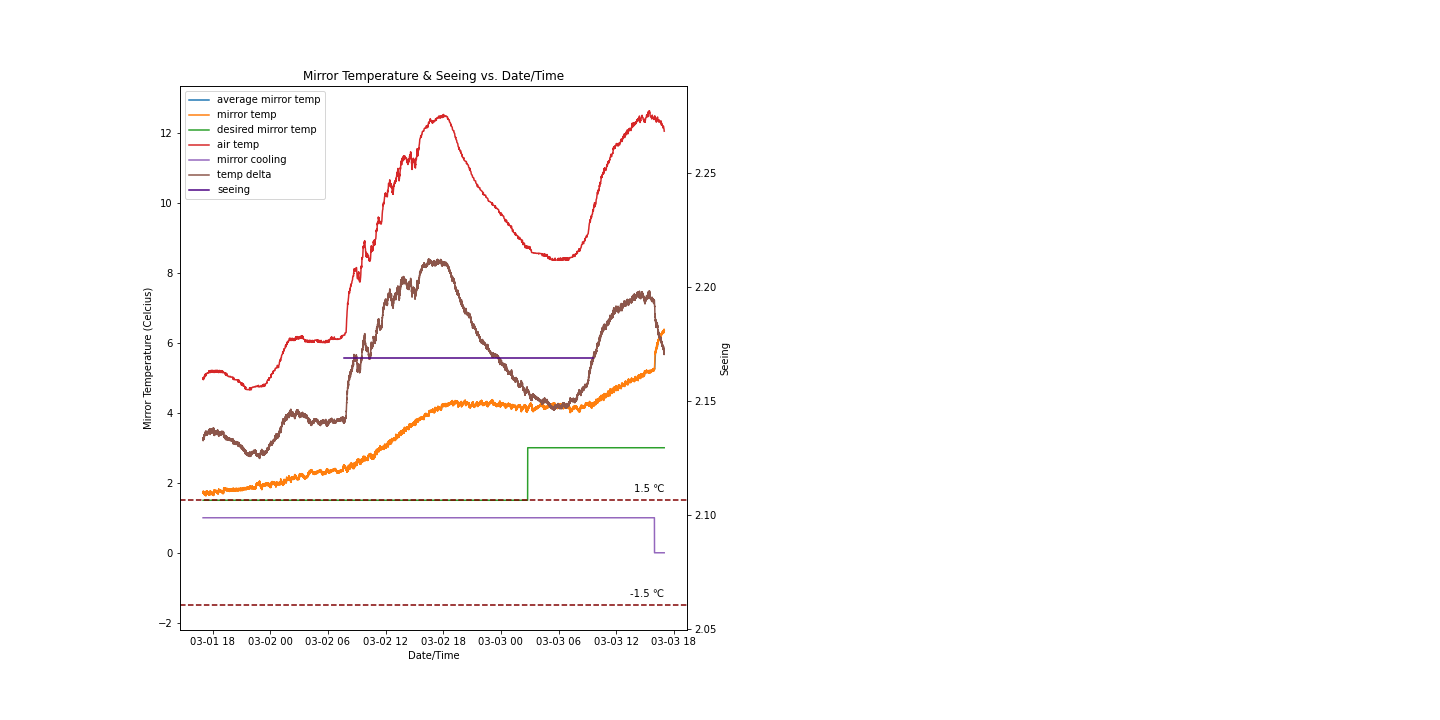 Mirror Temperature & Seeing vs. Date/Time
average mirror temp
mirror temp
desired mirror temp
air temp
mirror cooling
temp delta
seeing
Mirror Temperature (Celcius)
12
10
8
6
4
2
0
−2
1.5 °C
-1.5 °C
2.25
2.20
2.15
2.10
2.05
Seeing
03-01 18 03-02 00 03-02 06 03-02 12 03-02 18 03-03 00 03-03 06 03-03 12 03-03 18
Date/Time